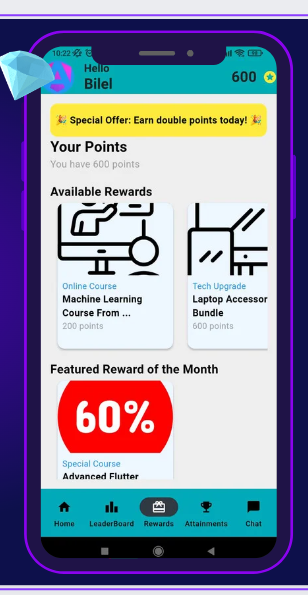 10:22
Hello
Bilel
600
🎉 Special Offer: Earn double points today! 🎉
Your Points
You have 600 points
Available Rewards
Online Course
Machine Learning
Course From ...
200 points
Tech Upgrade
Laptop Accessor
Bundle
600 points
Featured Reward of the Month
60%
Special Course
Advanced Flutter
Home
LeaderBoard
Rewards
Attainments
Chat